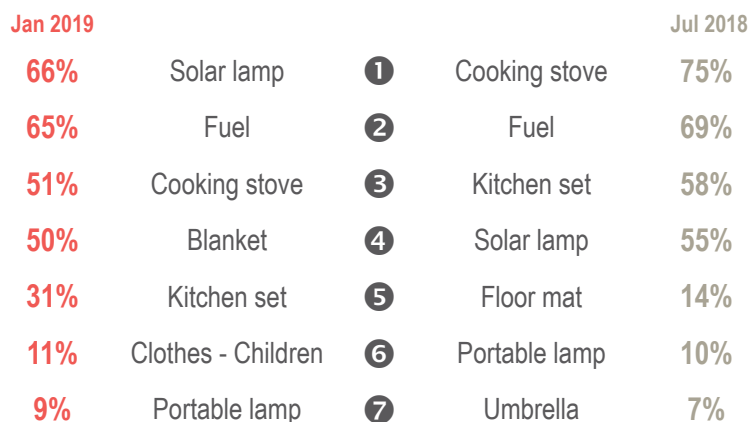 Jan 2019 Jul 2018
66% Solar lamp 1 Cooking stove 75%
65% Fuel 2 Fuel 69%
51% Cooking stove 3 Kitchen set 58%
50% Blanket 4 Solar lamp 55%
31% Kitchen set 5 Floor mat 14%
11% Clothes - Children 6 Portable lamp 10%
9% Portable lamp 7 Umbrella 7%